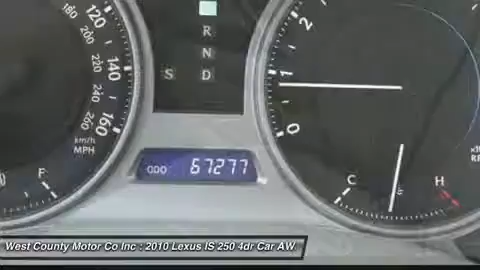 120
140
160
180
200
220
240
260
km/h
MPH
F
R
N
S D
ODO 67277
2
1
0
C
H
West County Motor Co Inc : 2010 Lexus IS 250 4dr Car AW